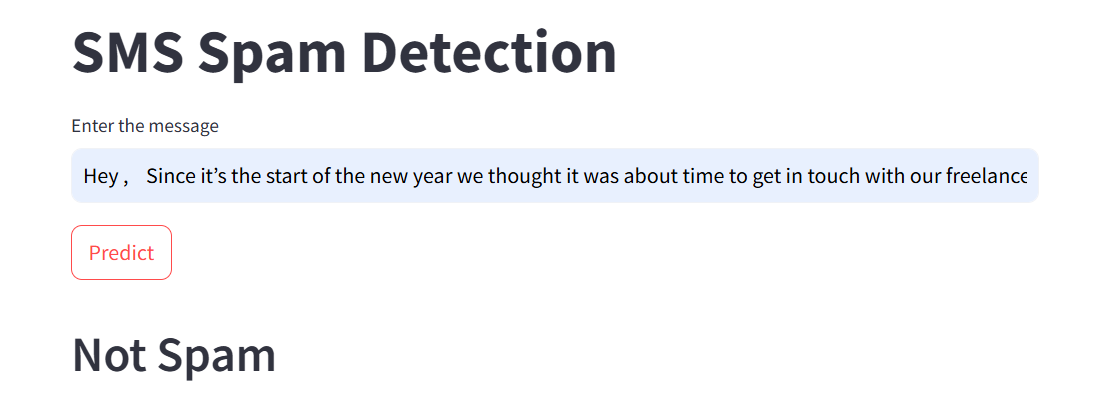 SMS Spam Detection
Enter the message
Hey ,   Since it’s the start of the new year we thought it was about time to get in touch with our freelance
Predict
Not Spam